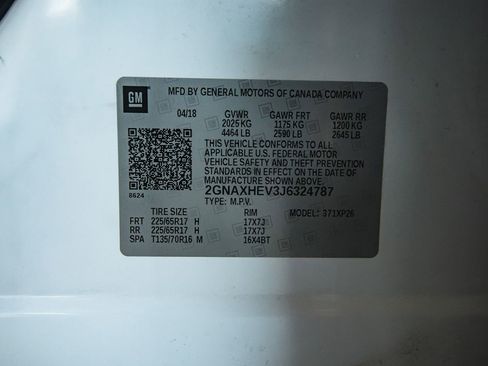 GM
MFD BY GENERAL MOTORS OF CANADA COMPANY
04/18 GVWR GAWR FRT GAWR RR
2025 KG 1175 KG 1200 KG
4464 LB 2590 LB 2645 LB
THIS VEHICLE CONFORMS TO ALL
APPLICABLE U.S. FEDERAL MOTOR
VEHICLE SAFETY AND THEFT PREVENTION
STANDARDS IN EFFECT ON THE DATE OF
MANUFACTURE SHOWN ABOVE.
8624
2GNAXHEV3J6324787
TYPE: M.P.V.
TIRE SIZE RIM MODEL: 371XP26
FRT 225/65R17 H 17X7J
RR 225/65R17 H 17X7J
SPA T135/70R16 M 16X4BT